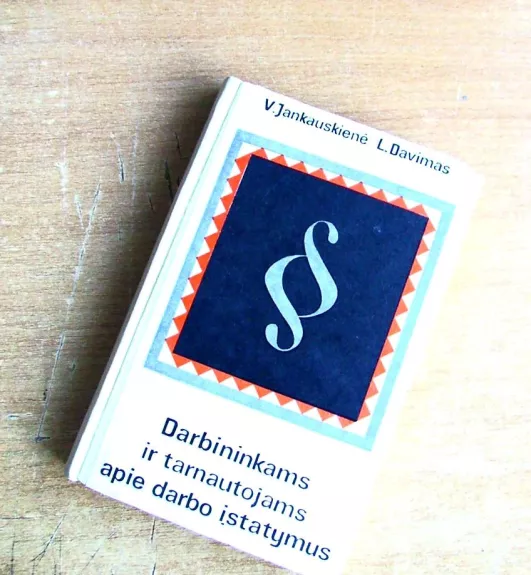 V.Jankauskienė L.Davimas
§
Darbininkams
ir tarnautojams
apie darbo įstatymus